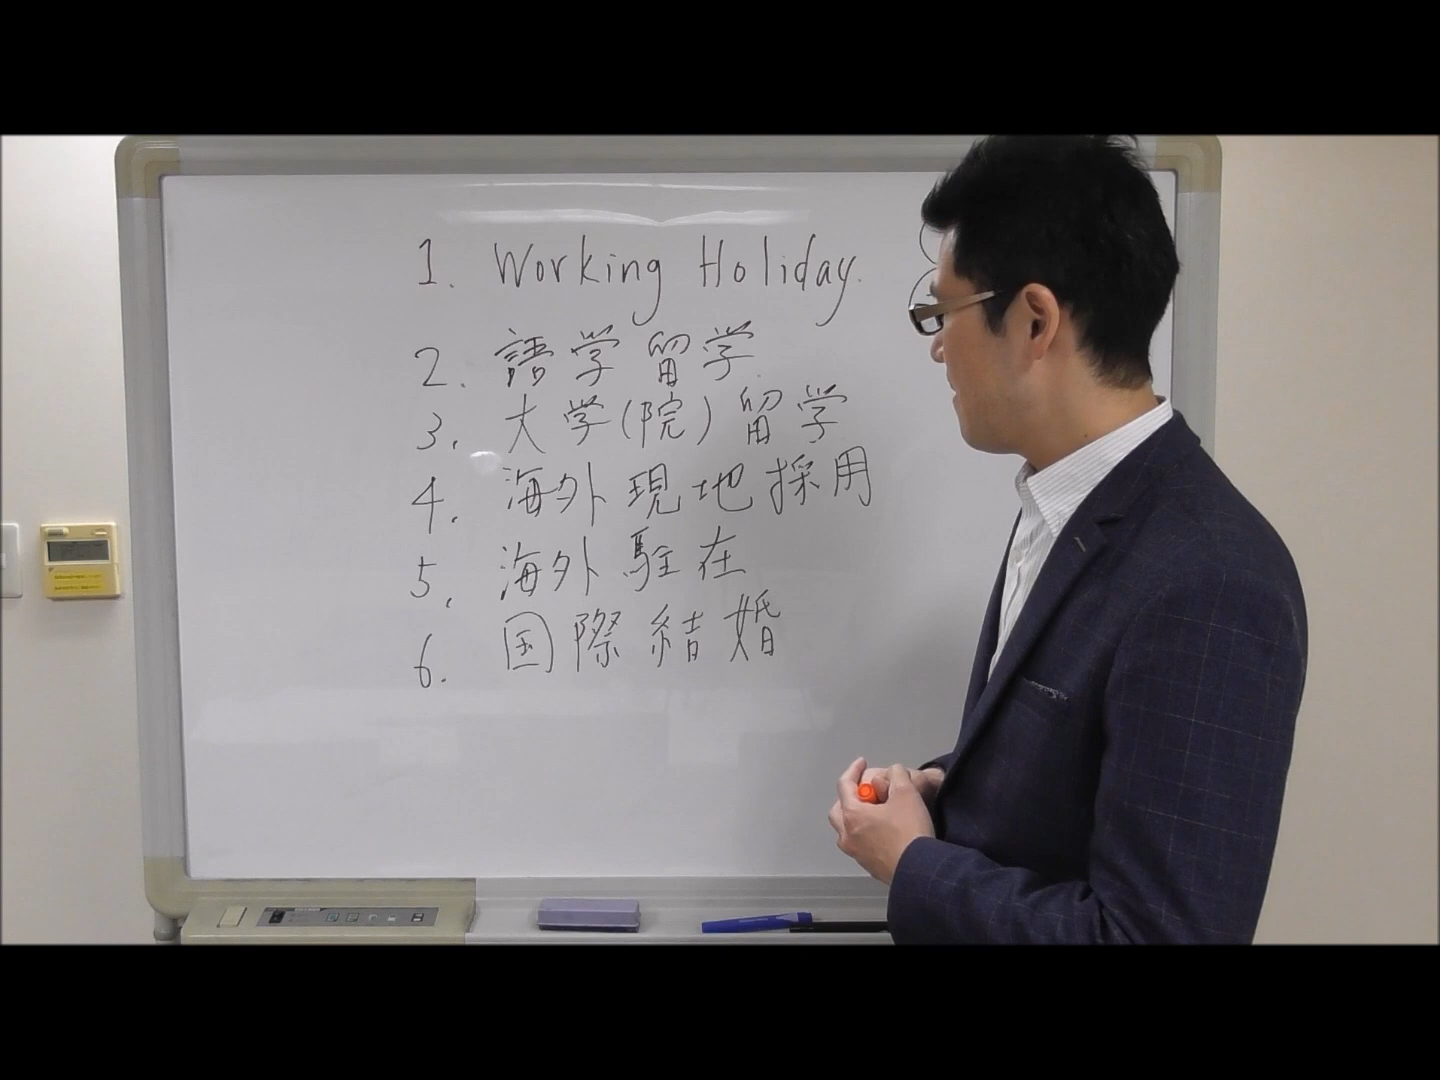 1. Working Holiday.
2. 語学留学.
3. 大学(院)留学
4. 海外現地採用
5. 海外駐在
6. 国際結婚